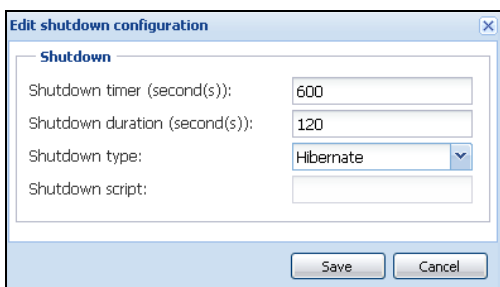 Edit shutdown configuration
Shutdown
Shutdown timer (second(s)): 600
Shutdown duration (second(s)): 120
Shutdown type: Hibernate
Shutdown script:
Save Cancel